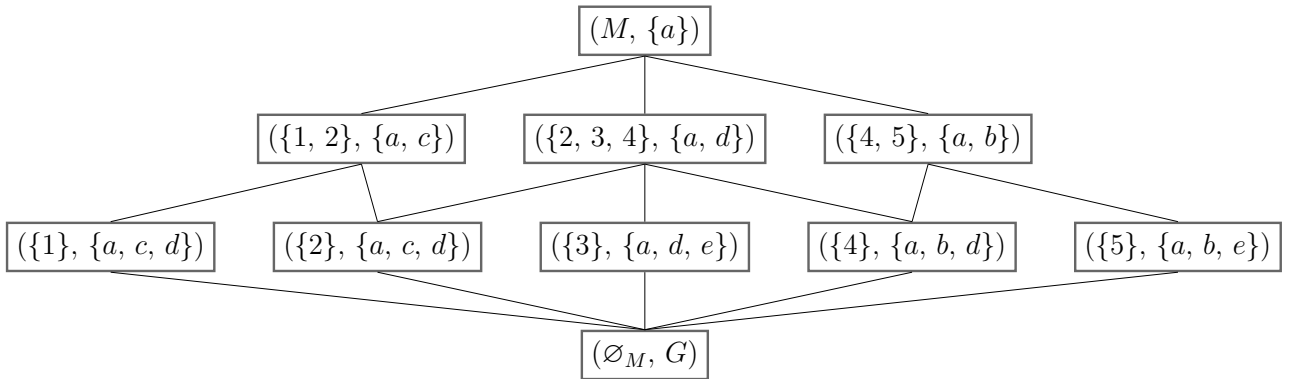 (M, {a})
({1, 2}, {a, c}) ({2, 3, 4}, {a, d}) ({4, 5}, {a, b})
({1}, {a, c, d}) ({2}, {a, c, d}) ({3}, {a, d, e}) ({4}, {a, b, d}) ({5}, {a, b, e})
(∅_M, G)